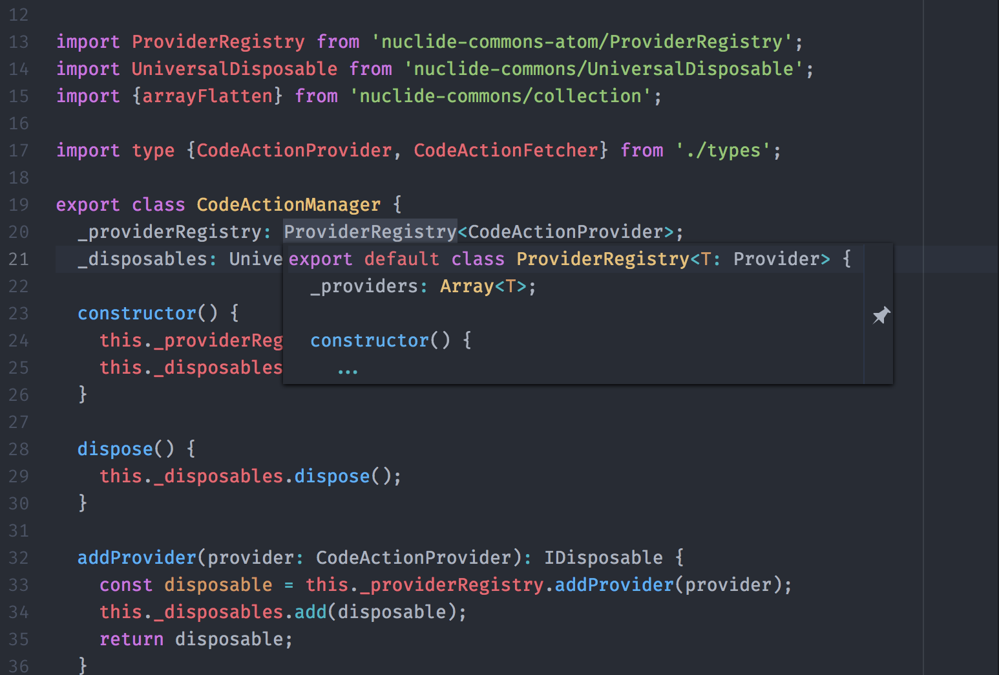 12
13 import ProviderRegistry from 'nuclide-commons-atom/ProviderRegistry';
14 import UniversalDisposable from 'nuclide-commons/UniversalDisposable';
15 import {arrayFlatten} from 'nuclide-commons/collection';
16
17 import type {CodeActionProvider, CodeActionFetcher} from './types';
18
19 export class CodeActionManager {
20   _providerRegistry: ProviderRegistry<CodeActionProvider>;
21   _disposables: Unive
export default class ProviderRegistry<T: Provider> {
  _providers: Array<T>;

  constructor() {
    ...
22
23   constructor() {
24     this._providerReg
25     this._disposables
26   }
27
28   dispose() {
29     this._disposables.dispose();
30   }
31
32   addProvider(provider: CodeActionProvider): IDisposable {
33     const disposable = this._providerRegistry.addProvider(provider);
34     this._disposables.add(disposable);
35     return disposable;
36   }